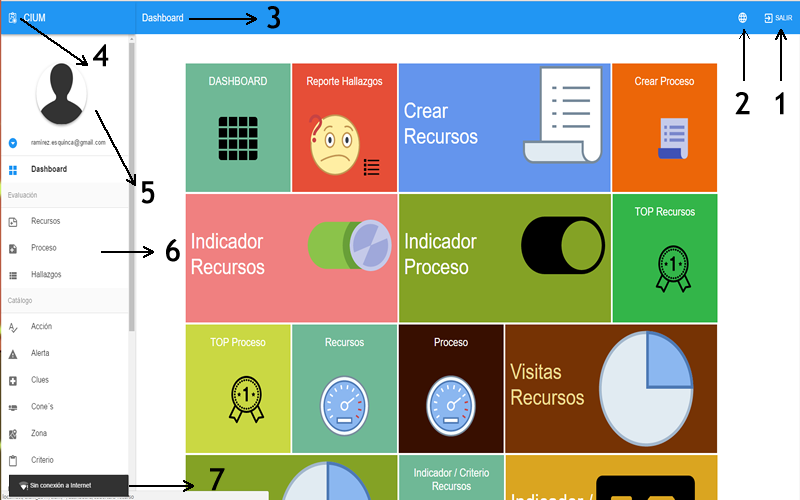 CIUM
Dashboard
3
SALIR
4
2
1
ramirez.esquinca@gmail.com
Dashboard
5
Evaluación
Recursos
Proceso
6
Hallazgos
Catálogo
Acción
Alerta
Clues
Cone´s
Zona
Criterio
Sin conexión a Internet
7
DASHBOARD
Reporte Hallazgos
Crear
Recursos
Crear Proceso
Indicador
Recursos
Indicador
Proceso
TOP Recursos
1
TOP Proceso
1
Recursos
Proceso
Visitas
Recursos
Indicador / Criterio
Recursos
Indicador /